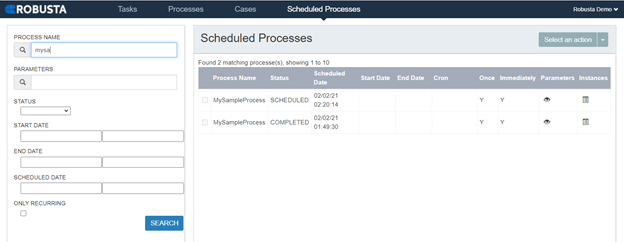 ROBUSTA Tasks Processes Cases Scheduled Processes Robusta Demo
PROCESS NAME
mysa
PARAMETERS
STATUS
START DATE
END DATE
SCHEDULED DATE
ONLY RECURRING
SEARCH
Scheduled Processes
Select an action
Found 2 matching processe(s), showing 1 to 10
Process Name Status Scheduled Date Start Date End Date Cron Once Immediately Parameters Instances
MySampleProcess SCHEDULED 02/02/21 02:20:14 Y Y
MySampleProcess COMPLETED 02/02/21 01:49:30 Y Y